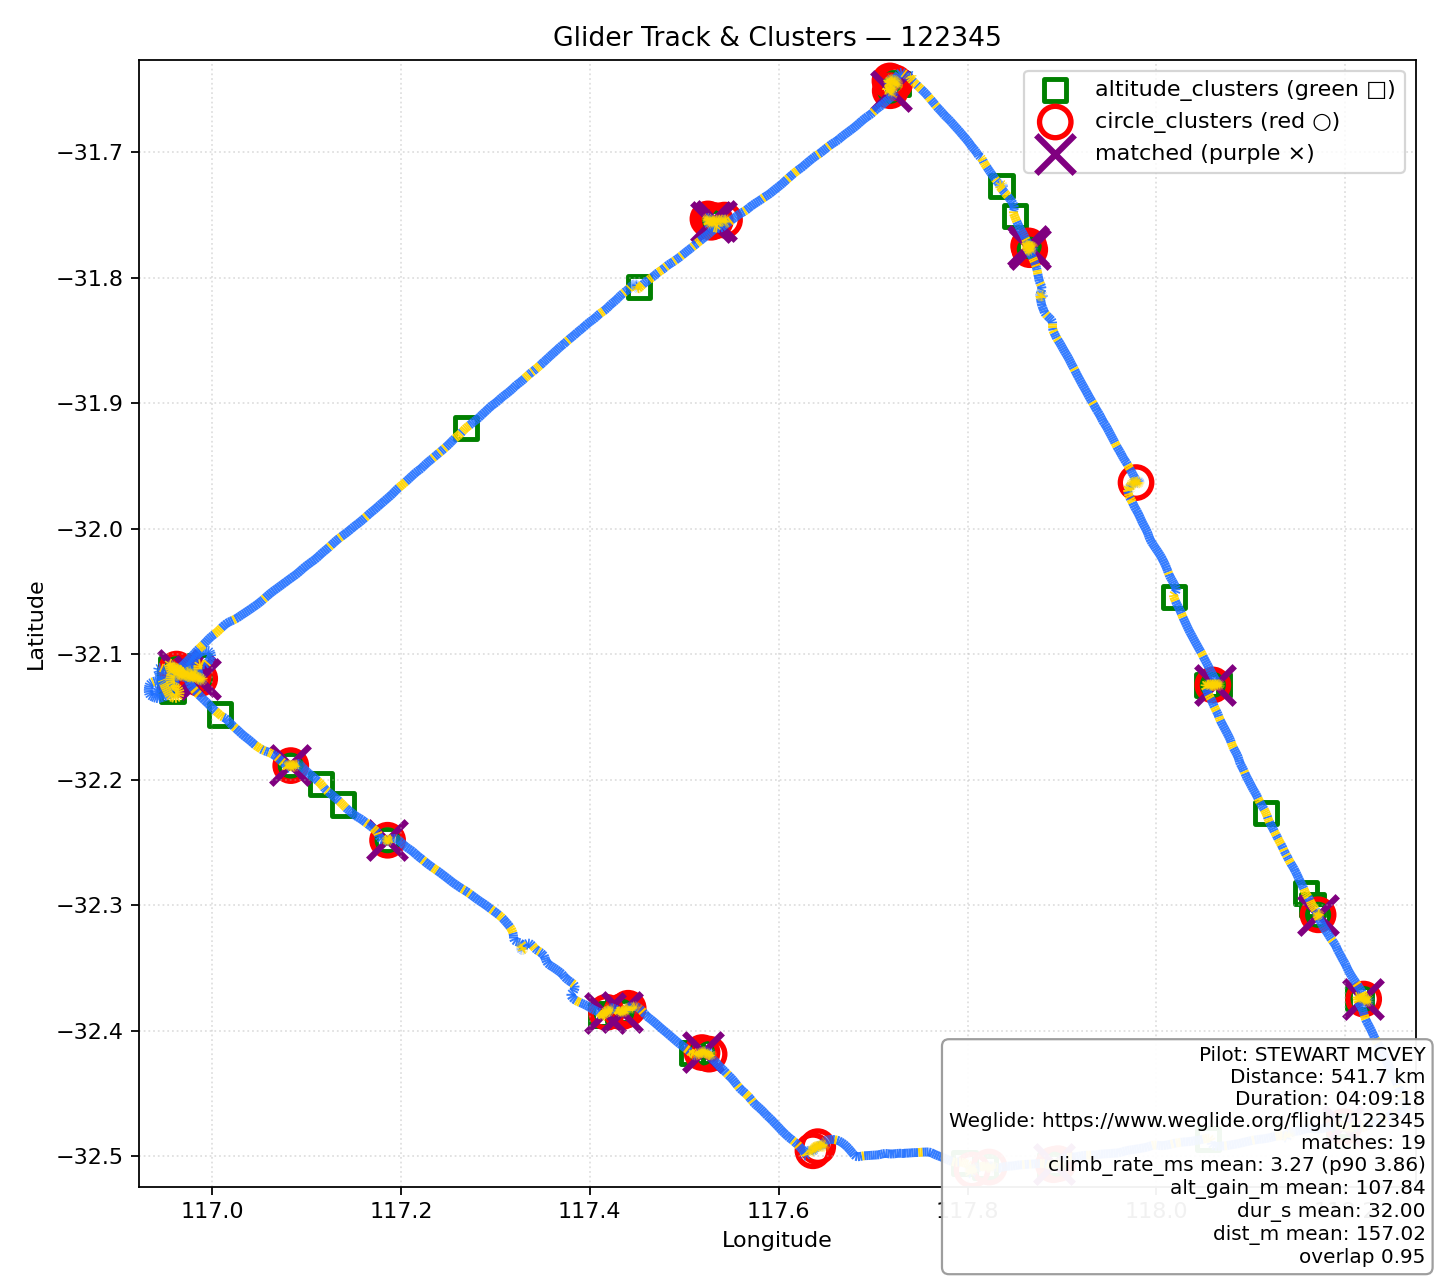 Glider Track & Clusters — 122345
altitude_clusters (green □)
circle_clusters (red ○)
matched (purple ×)
Latitude
−31.7
−31.8
−31.9
−32.0
−32.1
−32.2
−32.3
−32.4
−32.5
117.0
117.2
117.4
117.6
117.8
118.0
Longitude
Pilot: STEWART MCVEY
Distance: 541.7 km
Duration: 04:09:18
Weglide: https://www.weglide.org/flight/122345
matches: 19
climb_rate_ms mean: 3.27 (p90 3.86)
alt_gain_m mean: 107.84
dur_s mean: 32.00
dist_m mean: 157.02
overlap 0.95